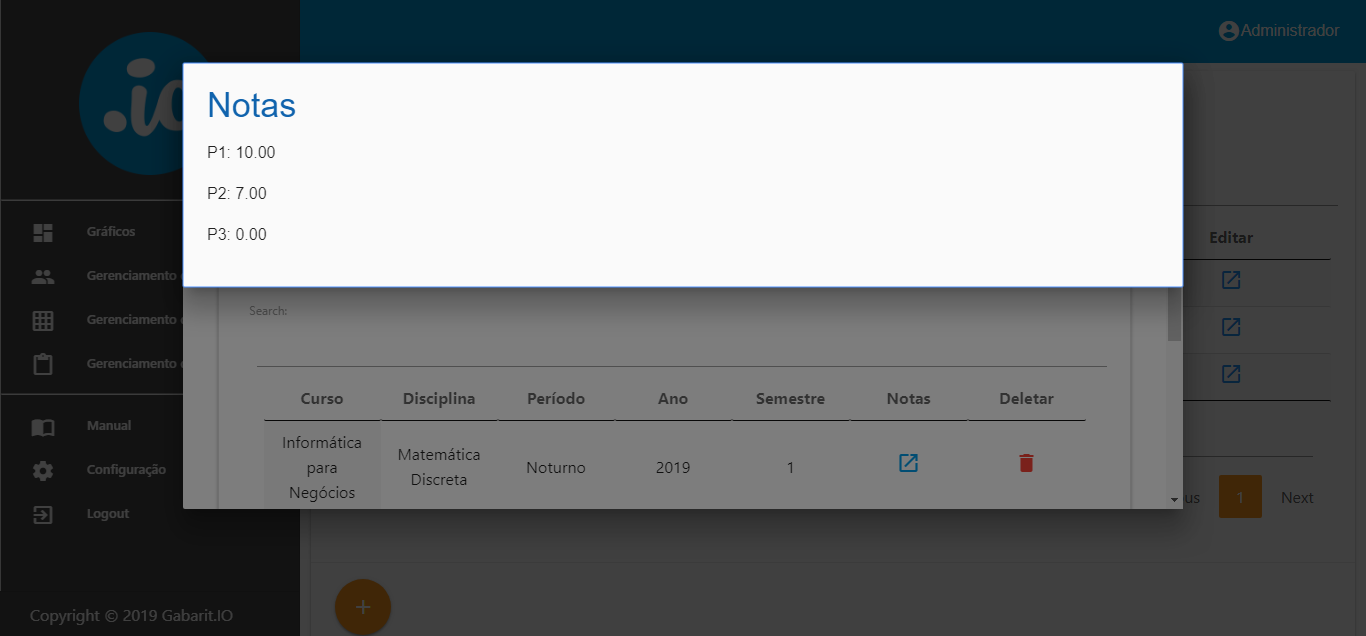 .io
Administrador
Notas
P1: 10.00
P2: 7.00
P3: 0.00
Gráficos
Gerenciamento
Gerenciamento
Gerenciamento
Manual
Configuração
Logout
Copyright © 2019 Gabarit.IO
Editar
Search:
Curso Disciplina Período Ano Semestre Notas Deletar
Informática
para
Negócios
Matemática
Discreta
Noturno 2019 1
us 1 Next
+